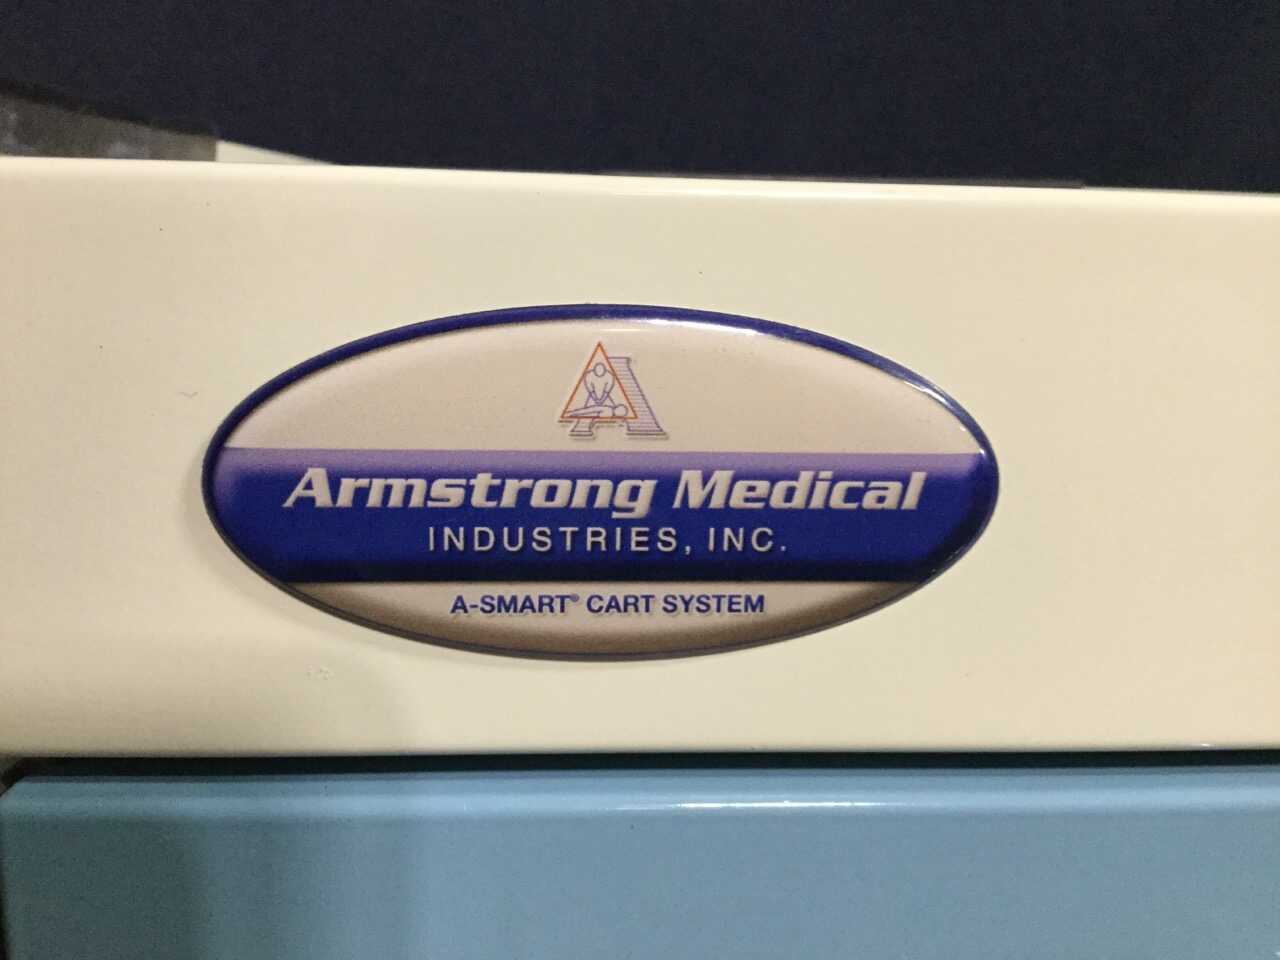 Armstrong Medical
INDUSTRIES, INC.
A-SMART® CART SYSTEM